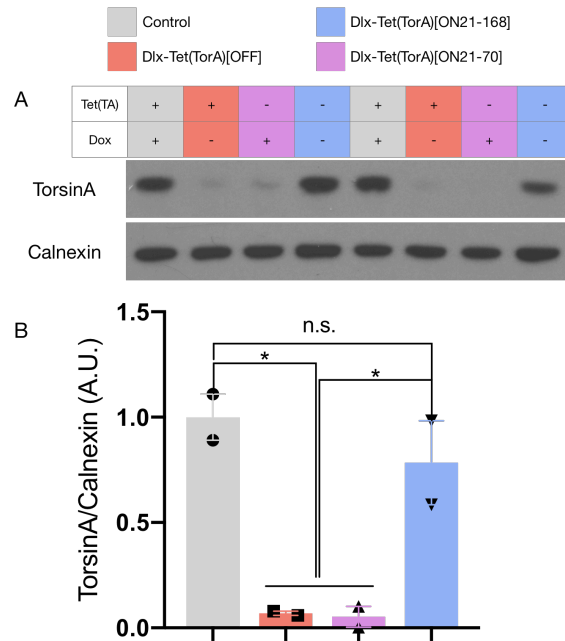 Control
Dlx-Tet(TorA)[ON21-168]
Dlx-Tet(TorA)[OFF]
Dlx-Tet(TorA)[ON21-70]
A
Tet(TA) + + - - + + - -
Dox + - + - + - + -
TorsinA
Calnexin
B
TorsinA/Calnexin (A.U.)
1.5
1.0
0.5
0.0
n.s.
*
*